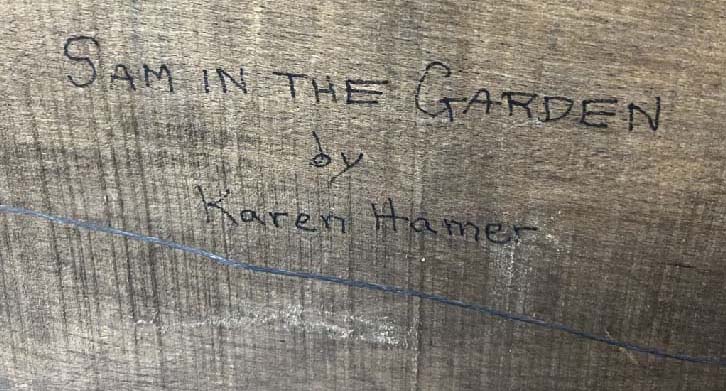 SAM IN THE GARDEN
by
Karen Hamer